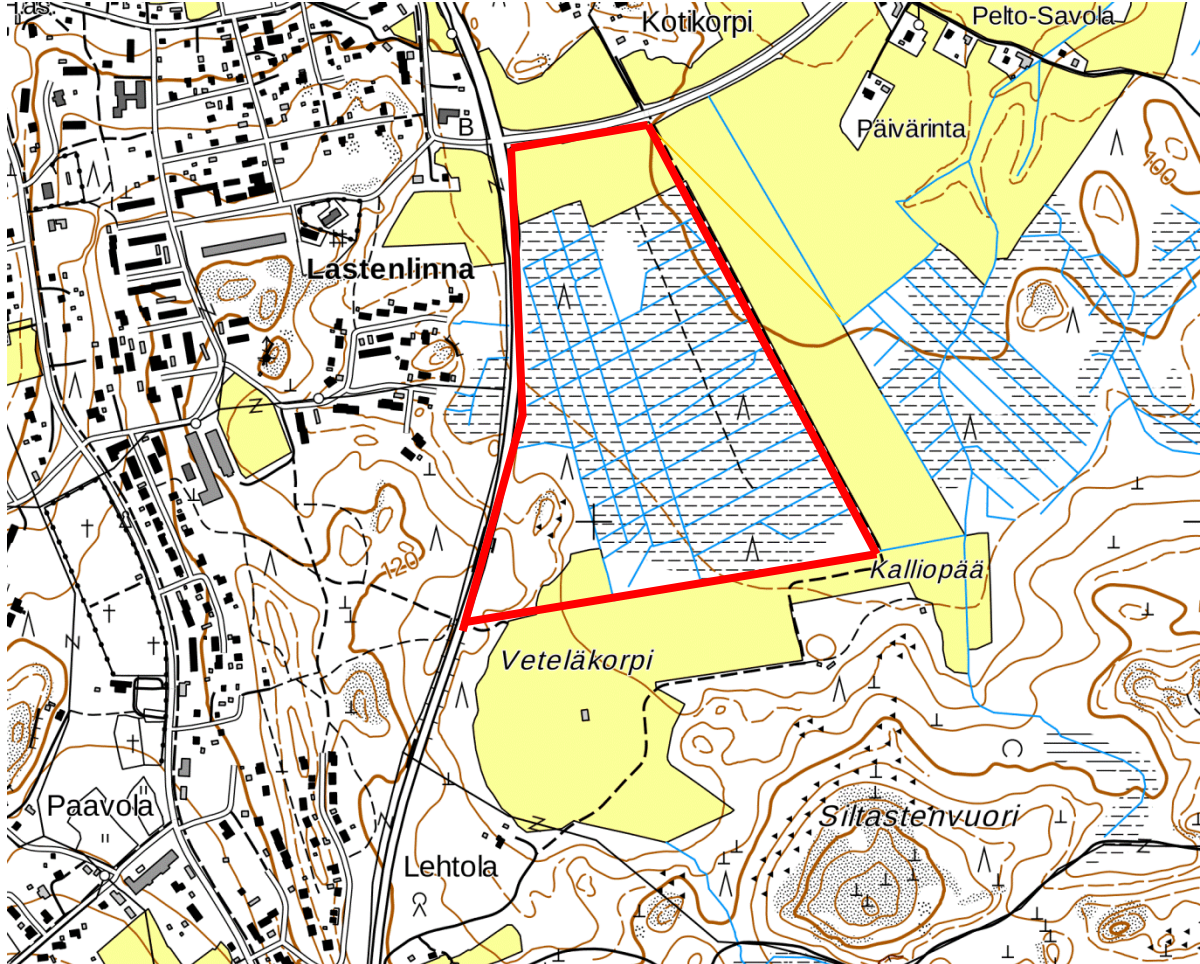 Kotikorpi
Pelto-Savola
B
Päivärinta
100
Lastenlinna
120
Kalliopää
Veteläkorpi
Paavola
Siltastenvuori
Lehtola